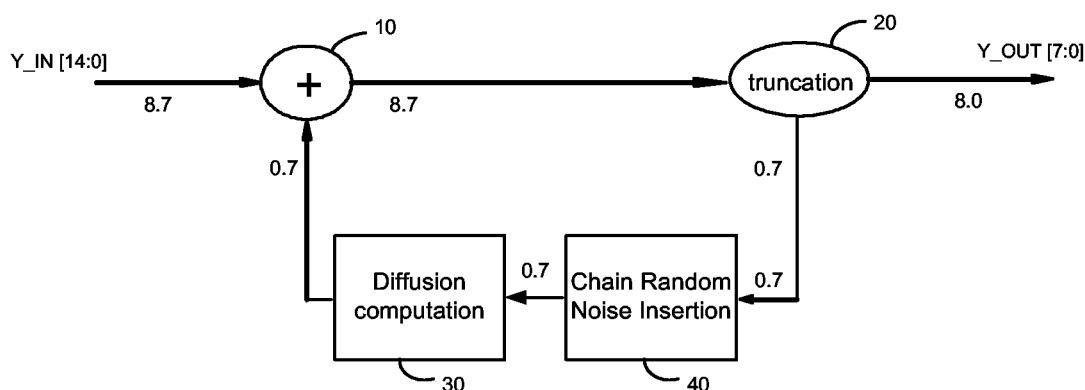 10
20
Y_IN [14:0]
Y_OUT [7:0]
+
truncation
8.7
8.7
8.0
0.7
0.7
Diffusion
computation
0.7
Chain Random
Noise Insertion
0.7
30
40